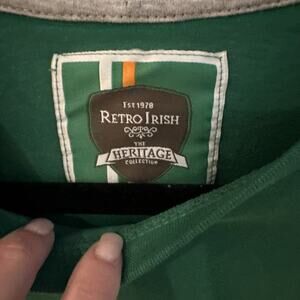 Est 1978
RETRO IRISH
THE
HERITAGE
COLLECTION